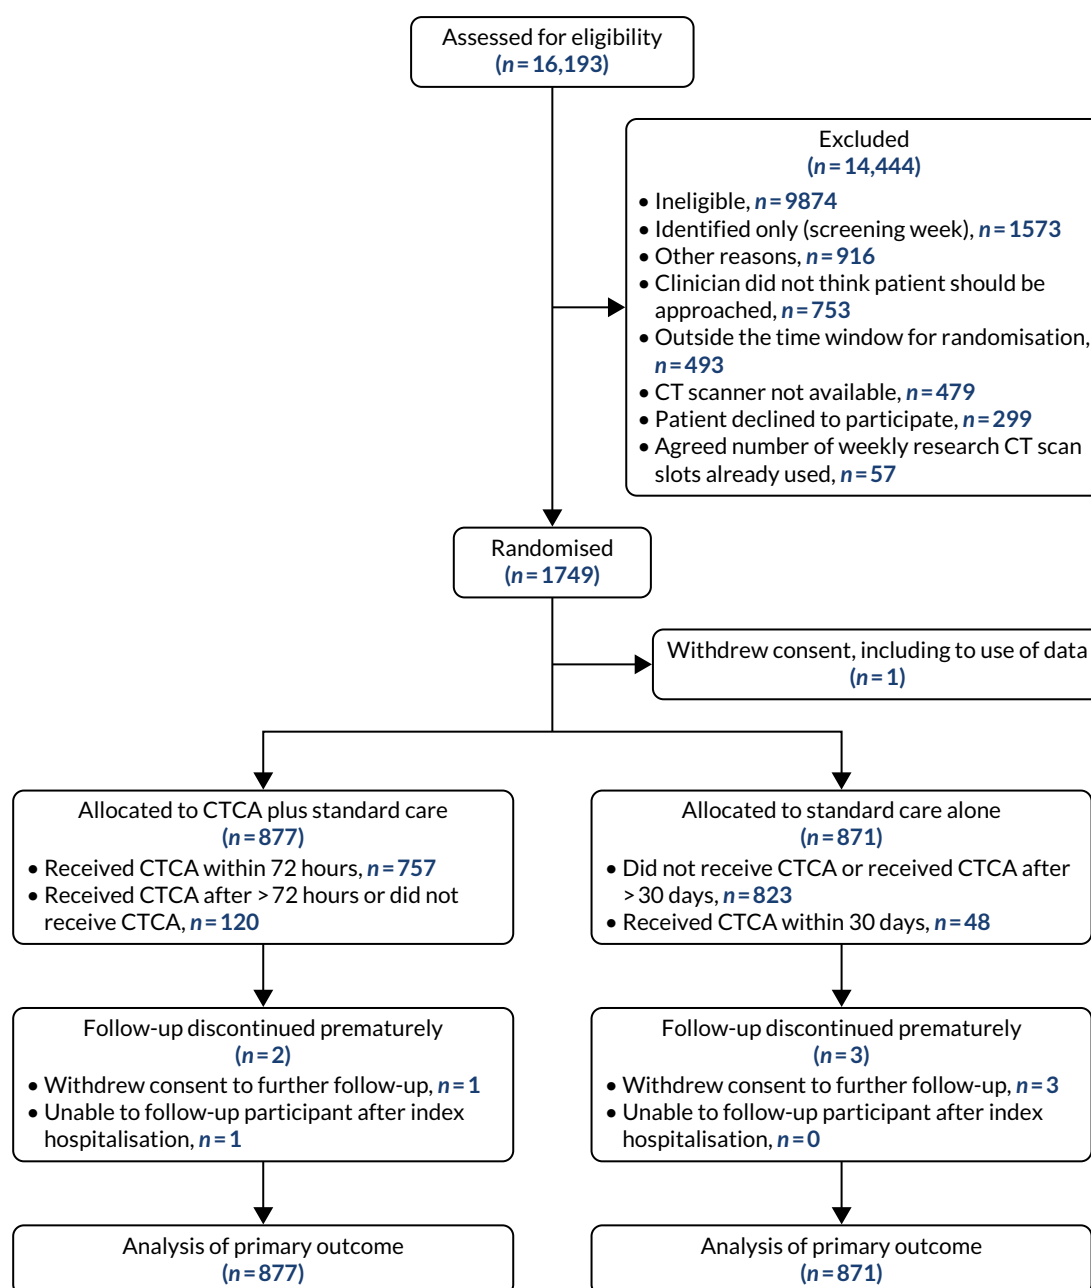 Assessed for eligibility
(n=16,193)
Excluded
(n=14,444)
• Ineligible, n=9874
• Identified only (screening week), n=1573
• Other reasons, n=916
• Clinician did not think patient should be
approached, n=753
• Outside the time window for randomisation,
n=493
• CT scanner not available, n=479
• Patient declined to participate, n=299
• Agreed number of weekly research CT scan
slots already used, n=57
Randomised
(n=1749)
Withdrew consent, including to use of data
(n=1)
Allocated to CTCA plus standard care
(n=877)
• Received CTCA within 72 hours, n=757
• Received CTCA after >72 hours or did not
receive CTCA, n=120
Allocated to standard care alone
(n=871)
• Did not receive CTCA or received CTCA after
>30 days, n=823
• Received CTCA within 30 days, n=48
Follow-up discontinued prematurely
(n=2)
• Withdrew consent to further follow-up, n=1
• Unable to follow-up participant after index
hospitalisation, n=1
Follow-up discontinued prematurely
(n=3)
• Withdrew consent to further follow-up, n=3
• Unable to follow-up participant after index
hospitalisation, n=0
Analysis of primary outcome
(n=877)
Analysis of primary outcome
(n=871)